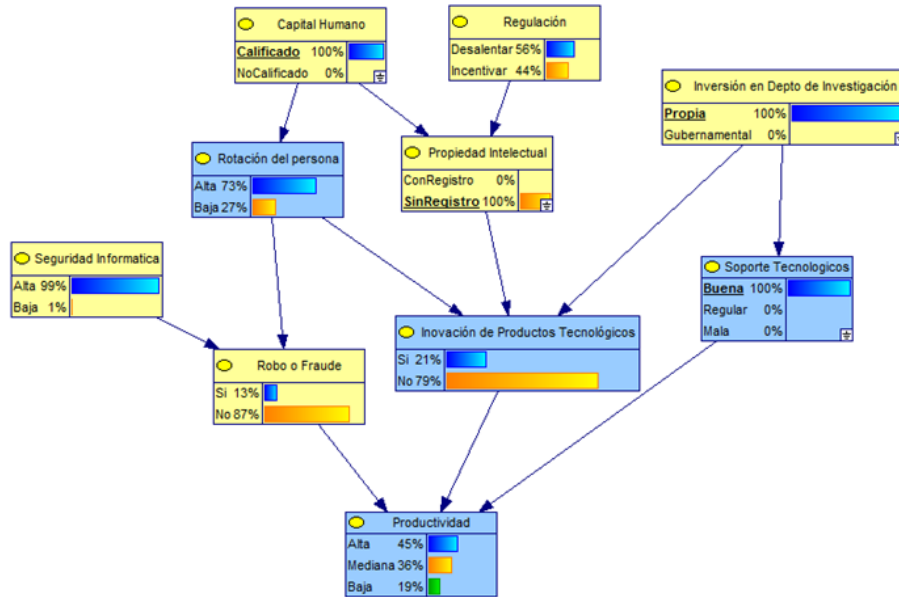 Capital Humano
Calificado 100%
NoCalificado 0%
Regulación
Desalentar 56%
Incentivar 44%
Inversión en Depto de Investigación
Propia 100%
Gubernamental 0%
Rotación del persona
Alta 73%
Baja 27%
Propiedad Intelectual
ConRegistro 0%
SinRegistro 100%
Seguridad Informatica
Alta 99%
Baja 1%
Soporte Tecnologicos
Buena 100%
Regular 0%
Mala 0%
Inovación de Productos Tecnológicos
Si 21%
No 79%
Robo o Fraude
Si 13%
No 87%
Productividad
Alta 45%
Mediana 36%
Baja 19%